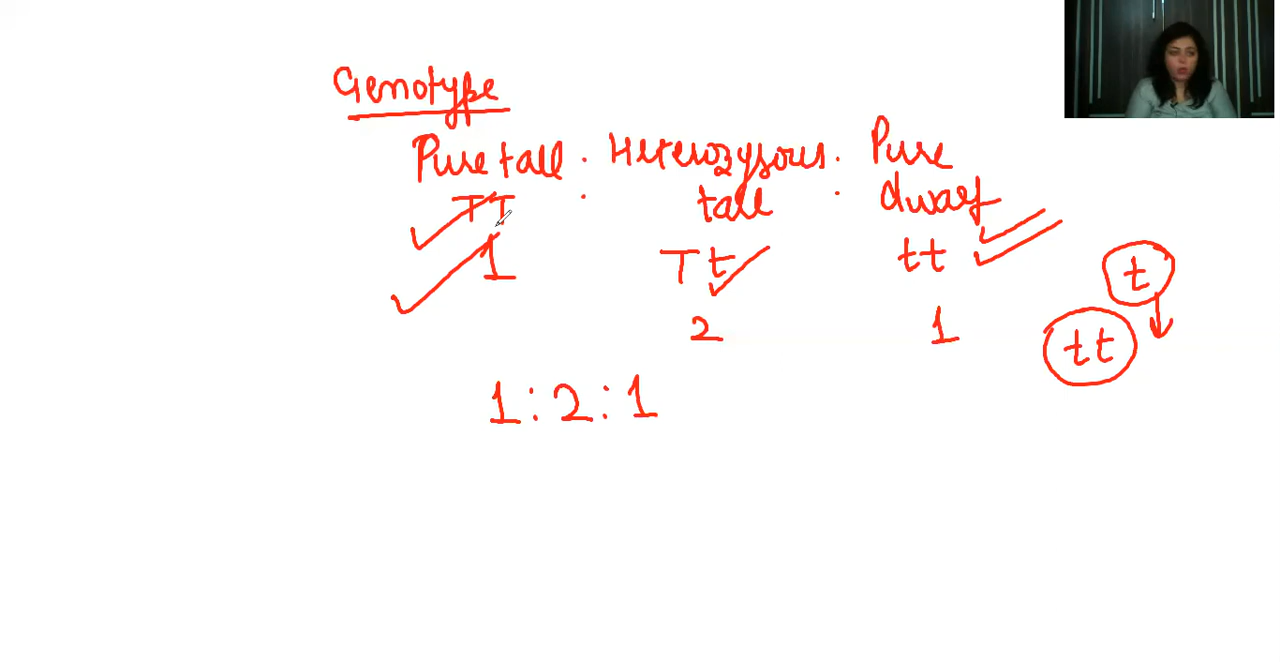 Genotype
Pure tall : Heterozygous : Pure
tall dwarf
TT Tt tt t
1 2 1 tt
1 : 2 : 1